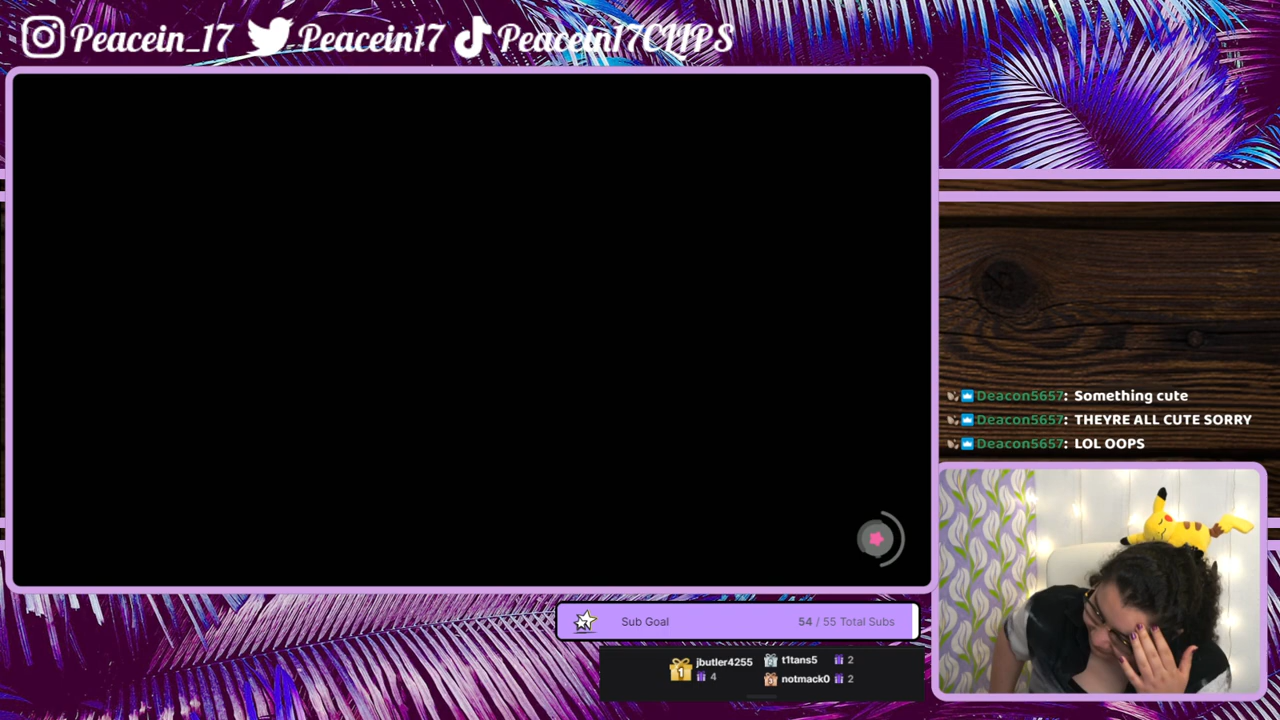 Peacein_17 Peacein17 Peacein17ClIPS
Deacon5657: Something cute
Deacon5657: THEYRE ALL CUTE SORRY
Deacon5657: LOL OOPS
Sub Goal 54 / 55 Total Subs
1 jbutler4255 4
t1tans5 2
notmack0 2